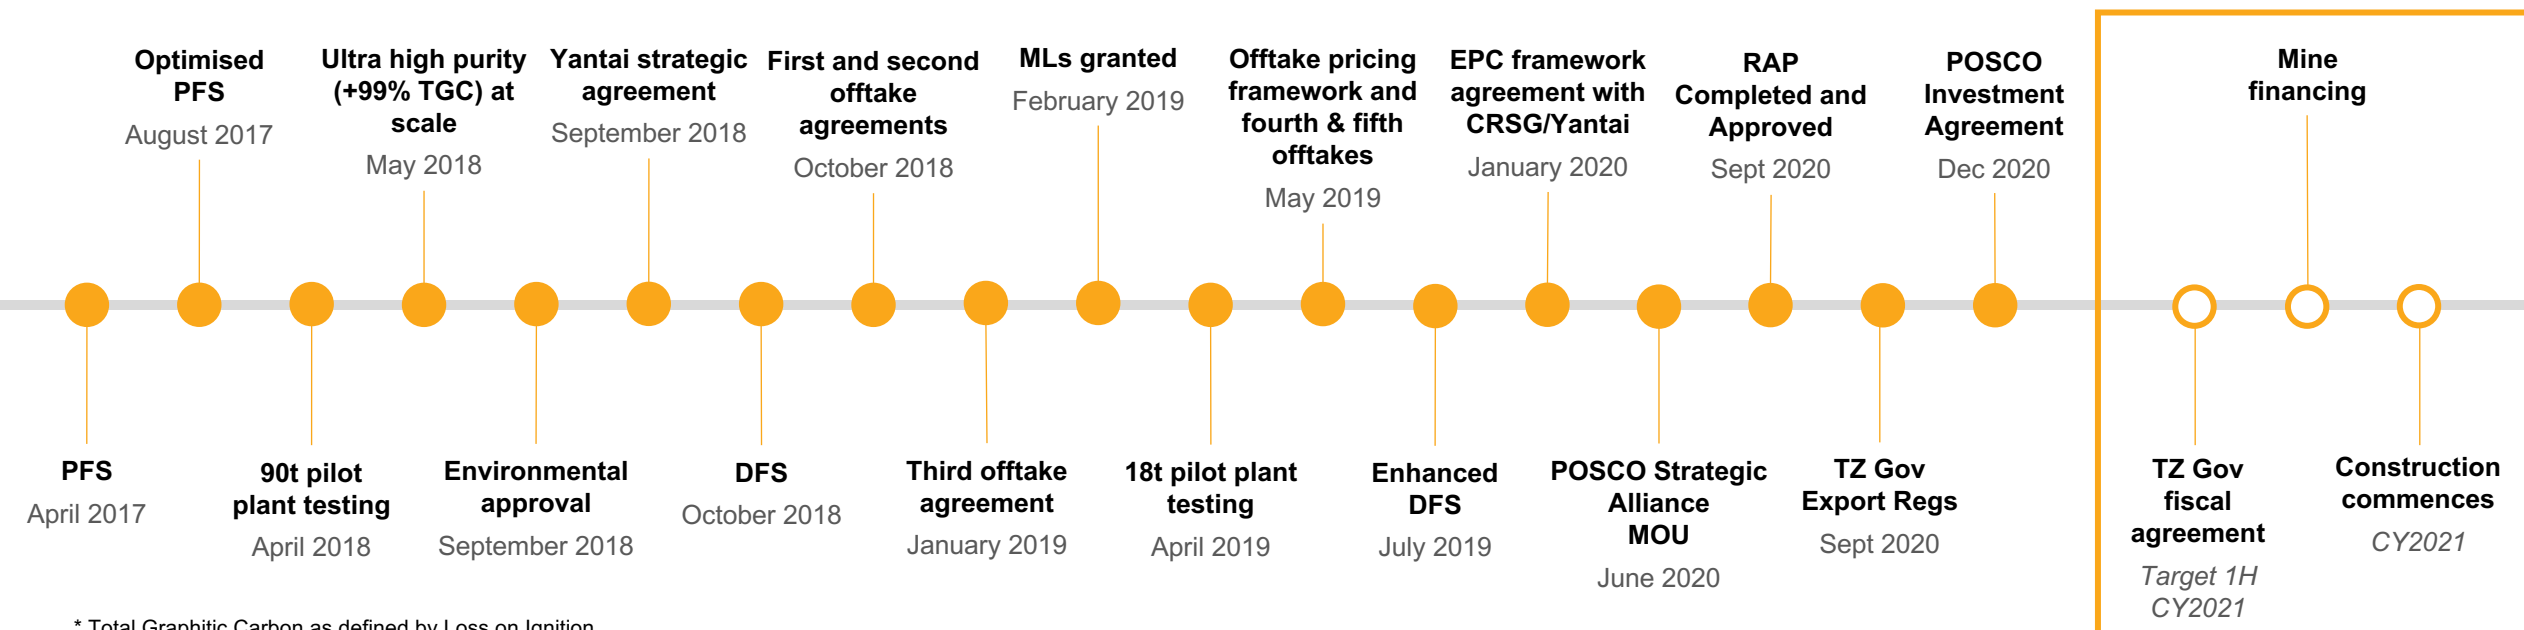 Optimised
PFS
August 2017
Ultra high purity
(+99% TGC) at
scale
May 2018
Yantai strategic
agreement
September 2018
First and second
offtake
agreements
October 2018
MLs granted
February 2019
Offtake pricing
framework and
fourth & fifth
offtakes
May 2019
EPC framework
agreement with
CRSG/Yantai
January 2020
RAP
Completed and
Approved
Sept 2020
POSCO
Investment
Agreement
Dec 2020
Mine
financing
PFS
April 2017
90t pilot
plant testing
April 2018
Environmental
approval
September 2018
DFS
October 2018
Third offtake
agreement
January 2019
18t pilot plant
testing
April 2019
Enhanced
DFS
July 2019
POSCO Strategic
Alliance
MOU
June 2020
TZ Gov
Export Regs
Sept 2020
TZ Gov
fiscal
agreement
Target 1H
CY2021
Construction
commences
CY2021
* Total Graphitic Carbon as defined by Loss on Ignition